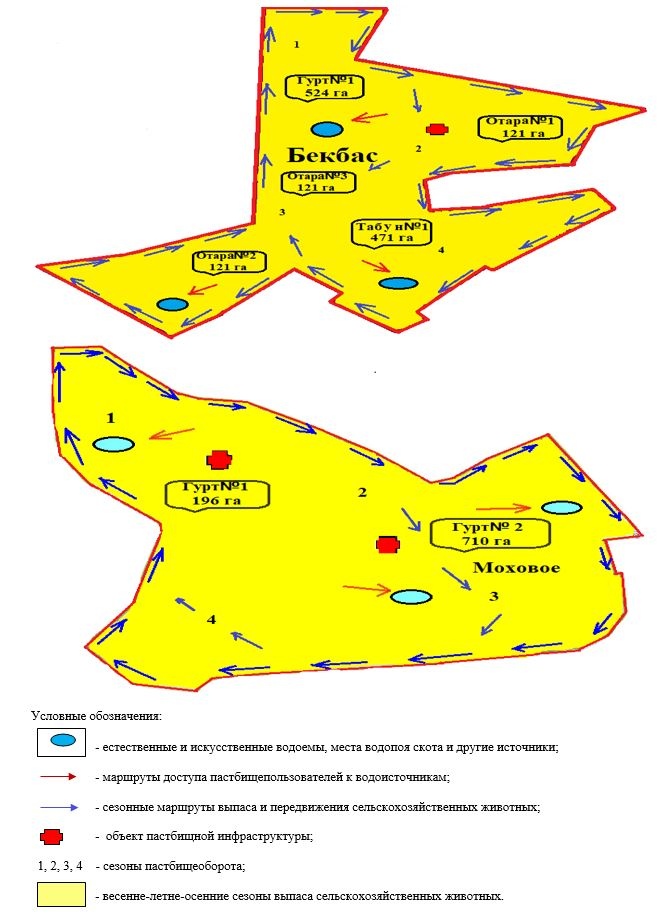 1
Гурт№1
524 га
Отара№1
121 га
2
Бекбас
Отара№3
121 га
3
Табун№1
471 га
4
Отара№2
121 га
1
Гурт№1
196 га
2
Гурт№ 2
710 га
Моховое
3
4
Условные обозначения:
- естественные и искусственные водоемы, места водопоя скота и другие источники;
- маршруты доступа пастбищепользователей к водоисточникам;
- сезонные маршруты выпаса и передвижения сельскохозяйственных животных;
- объект пастбищной инфраструктуры;
1, 2, 3, 4 - сезоны пастбищеоборота;
- весенне-летне-осенние сезоны выпаса сельскохозяйственных животных.